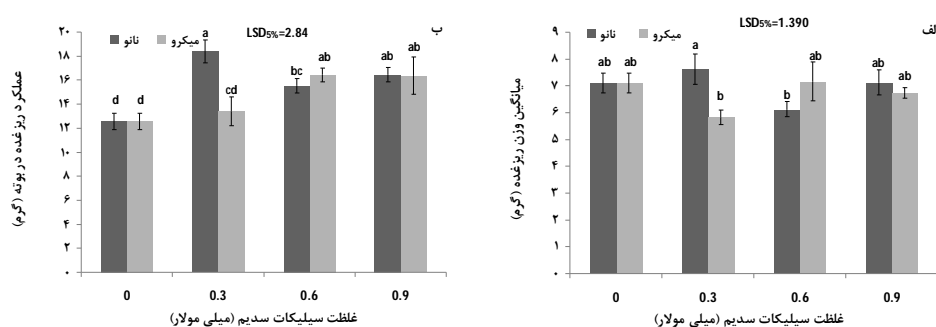 الف
LSD5%=1.390
نانو
میکرو
میانگین وزن ریزغده (گرم)
۹
۸
۷
۶
۵
۴
۳
۲
۱
۰
ab ab
a b
b ab
ab ab
0 0.3 0.6 0.9
غلظت سیلیکات سدیم (میلی مولار)
ب
LSD5%=2.84
نانو
میکرو
عملکرد ریزغده در بوته (گرم)
۲۰
۱۸
۱۶
۱۴
۱۲
۱۰
۸
۶
۴
۲
۰
d d
a cd
bc ab
ab ab
0 0.3 0.6 0.9
غلظت سیلیکات سدیم (میلی مولار)